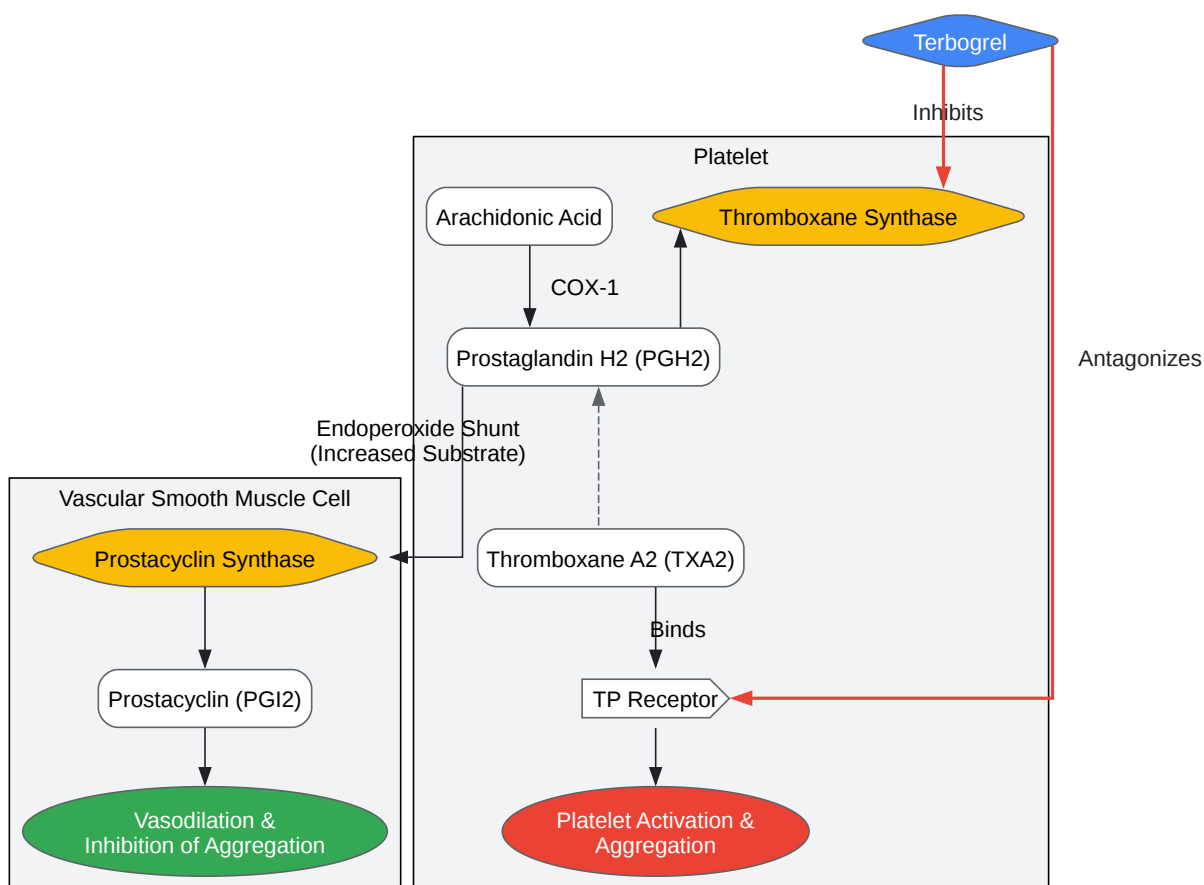 Terbogrel
Inhibits
Platelet
Arachidonic Acid
Thromboxane Synthase
COX-1
Prostaglandin H2 (PGH2)
Antagonizes
Endoperoxide Shunt
(Increased Substrate)
Vascular Smooth Muscle Cell
Prostacyclin Synthase
Thromboxane A2 (TXA2)
Binds
Prostacyclin (PGI2)
TP Receptor
Vasodilation &
Inhibition of Aggregation
Platelet Activation &
Aggregation